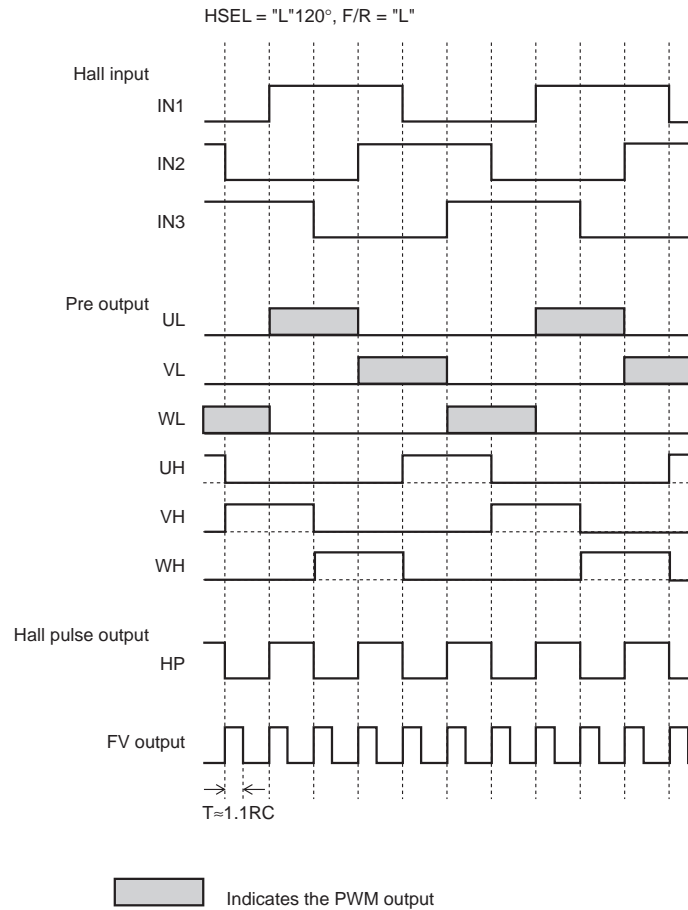 HSEL = "L"120°, F/R = "L"
Hall input
IN1
IN2
IN3
Pre output
UL
VL
WL
UH
VH
WH
Hall pulse output
HP
FV output
T≈1.1RC
Indicates the PWM output